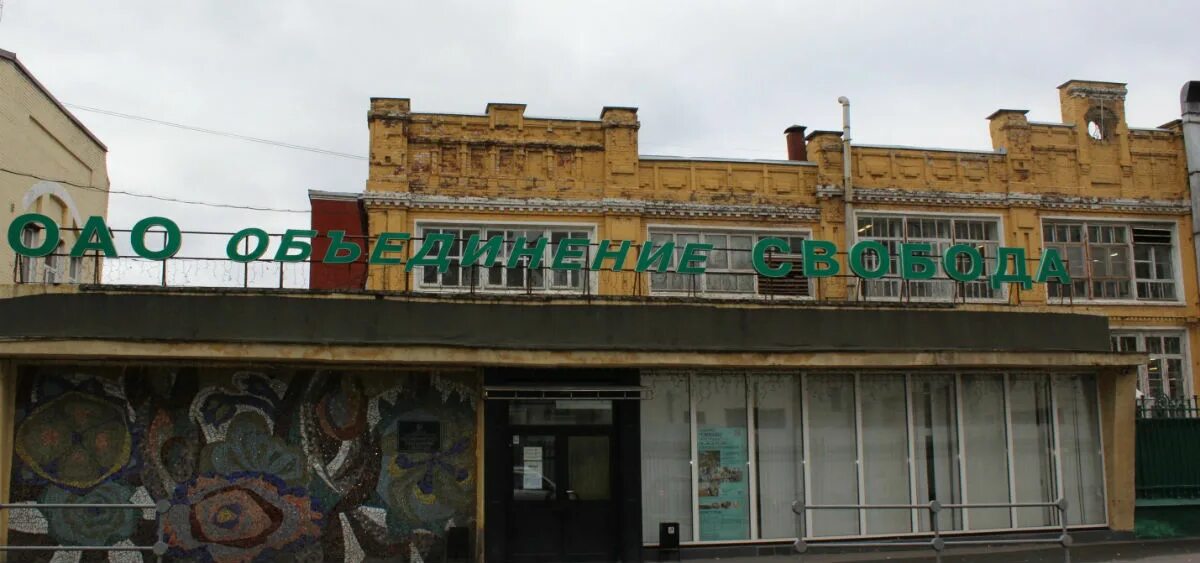 ОАО ОБЪЕДИНЕНИЕ СВОБОДА